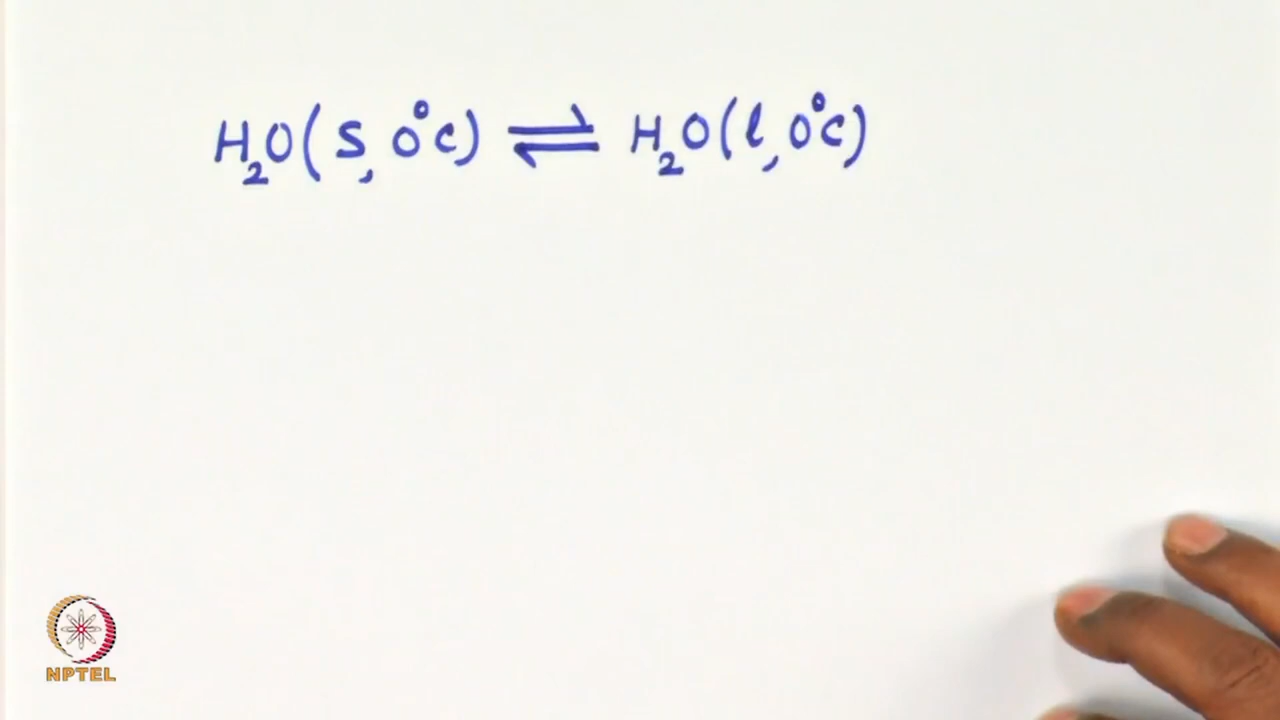 H₂O(s, 0°C) ⇌ H₂O(l, 0°C)
NPTEL